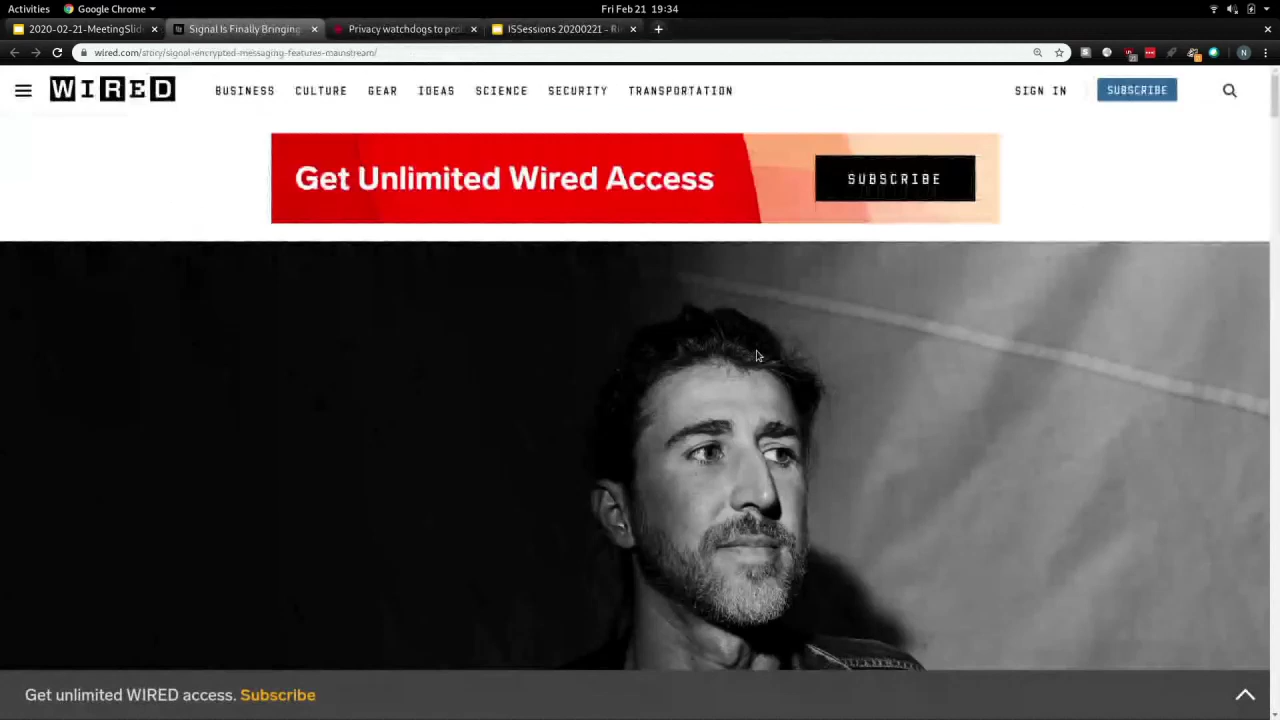 Activities
Google Chrome
Fri Feb 21 19:34
2020-02-21-MeetingSlid
Signal Is Finally Bringing
Privacy watchdogs to pro
ISSessions 20200221 - Ri
wired.com/story/signal-encrypted-messaging-features-mainstream/
N
WIRED
BUSINESS CULTURE GEAR IDEAS SCIENCE SECURITY TRANSPORTATION
SIGN IN
SUBSCRIBE
Get Unlimited Wired Access
SUBSCRIBE
Get unlimited WIRED access. Subscribe